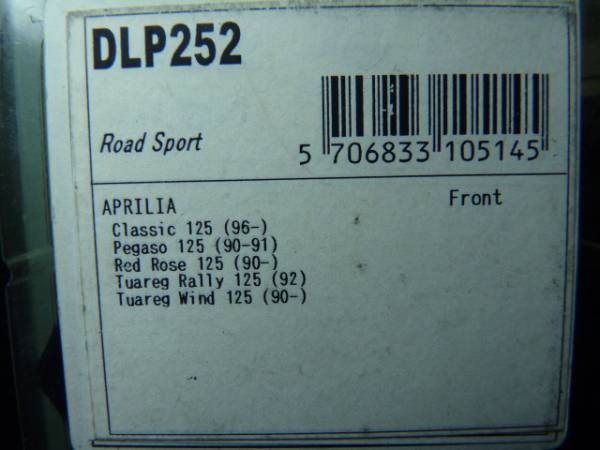 DLP252
Road Sport
5 706833 105145
APRILIA Front
Classic 125 (96-)
Pegaso 125 (90-91)
Red Rose 125 (90-)
Tuareg Rally 125 (92)
Tuareg Wind 125 (90-)